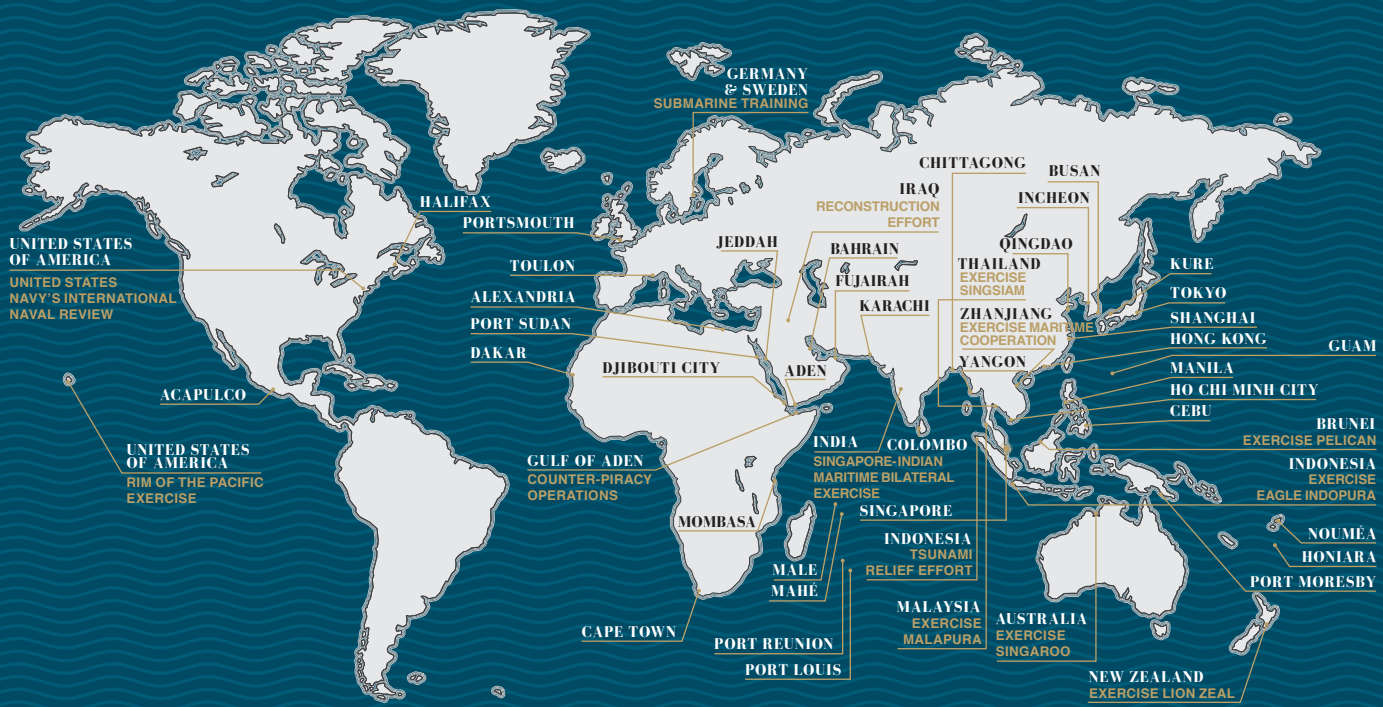 GERMANY
& SWEDEN
SUBMARINE TRAINING
CHITTAGONG
BUSAN
IRAQ
RECONSTRUCTION
EFFORT
INCHEON
HALIFAX
PORTSMOUTH
UNITED STATES
OF AMERICA
UNITED STATES
NAVY'S INTERNATIONAL
NAVAL REVIEW
JEDDAH
BAHRAIN
QINGDAO
TOULON
THAILAND
EXERCISE
SINGSIAM
KURE
FUJAIRAH
ALEXANDRIA
KARACHI
TOKYO
PORT SUDAN
ZHANJIANG
EXERCISE MARITIME
COOPERATION
SHANGHAI
HONG KONG
GUAM
DAKAR
DJIBOUTI CITY
ADEN
YANGON
MANILA
ACAPULCO
HO CHI MINH CITY
CEBU
BRUNEI
EXERCISE PELICAN
UNITED STATES
OF AMERICA
RIM OF THE PACIFIC
EXERCISE
GULF OF ADEN
COUNTER-PIRACY
OPERATIONS
INDIA
SINGAPORE-INDIAN
MARITIME BILATERAL
EXERCISE
COLOMBO
INDONESIA
EXERCISE
EAGLE INDOPURA
SINGAPORE
MOMBASA
INDONESIA
TSUNAMI
RELIEF EFFORT
NOUMÉA
HONIARA
PORT MORESBY
MALE
MAHÉ
CAPE TOWN
PORT REUNION
PORT LOUIS
MALAYSIA
EXERCISE
MALAPURA
AUSTRALIA
EXERCISE
SINGAROO
NEW ZEALAND
EXERCISE LION ZEAL